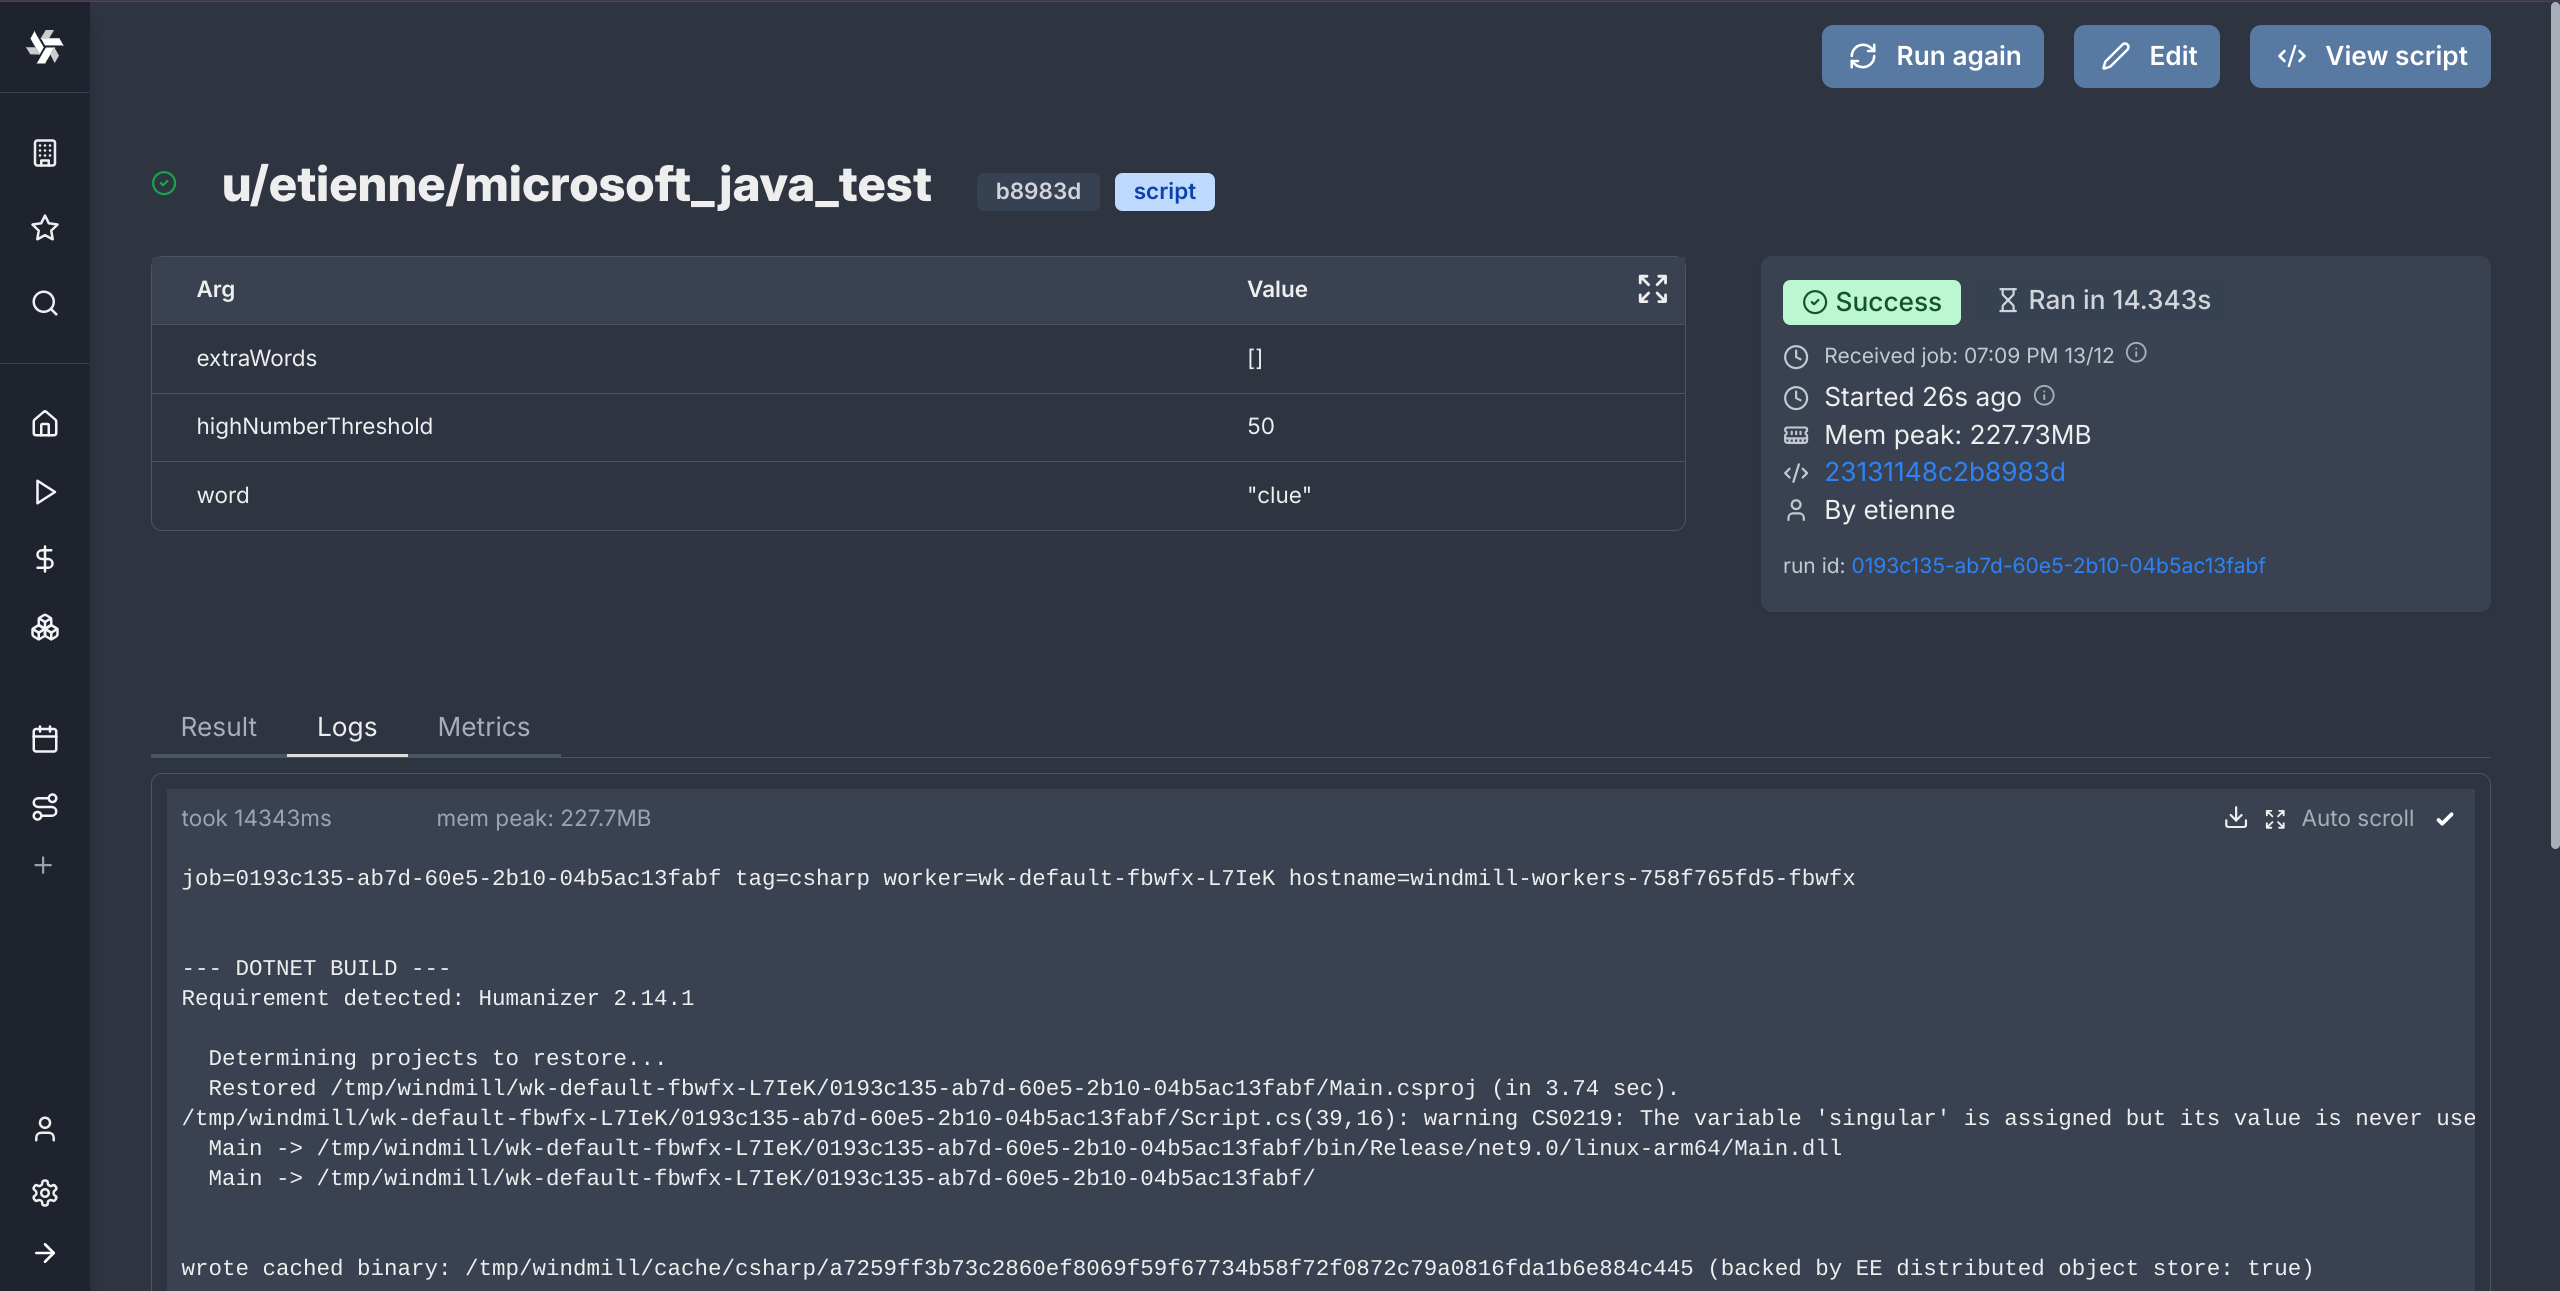 Run again
Edit
View script
u/etienne/microsoft_java_test b8983d script
Arg Value
extraWords []
highNumberThreshold 50
word "clue"
Success Ran in 14.343s
Received job: 07:09 PM 13/12
Started 26s ago
Mem peak: 227.73MB
23131148c2b8983d
By etienne
run id: 0193c135-ab7d-60e5-2b10-04b5ac13fabf
Result Logs Metrics
took 14343ms mem peak: 227.7MB Auto scroll
job=0193c135-ab7d-60e5-2b10-04b5ac13fabf tag=csharp worker=wk-default-fbwfx-L7IeK hostname=windmill-workers-758f765fd5-fbwfx
--- DOTNET BUILD ---
Requirement detected: Humanizer 2.14.1
Determining projects to restore...
Restored /tmp/windmill/wk-default-fbwfx-L7IeK/0193c135-ab7d-60e5-2b10-04b5ac13fabf/Main.csproj (in 3.74 sec).
/tmp/windmill/wk-default-fbwfx-L7IeK/0193c135-ab7d-60e5-2b10-04b5ac13fabf/Script.cs(39,16): warning CS0219: The variable 'singular' is assigned but its value is never use
Main -> /tmp/windmill/wk-default-fbwfx-L7IeK/0193c135-ab7d-60e5-2b10-04b5ac13fabf/bin/Release/net9.0/linux-arm64/Main.dll
Main -> /tmp/windmill/wk-default-fbwfx-L7IeK/0193c135-ab7d-60e5-2b10-04b5ac13fabf/
wrote cached binary: /tmp/windmill/cache/csharp/a7259ff3b73c2860ef8069f59f67734b58f72f0872c79a0816fda1b6e884c445 (backed by EE distributed object store: true)